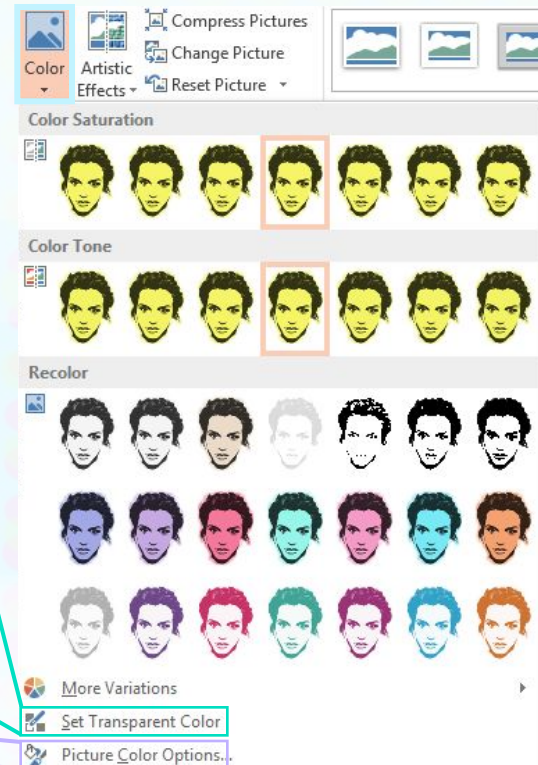 Compress Pictures
Color
Artistic Effects
Change Picture
Reset Picture
Color Saturation
Color Tone
Recolor
More Variations
Set Transparent Color
Picture Color Options...